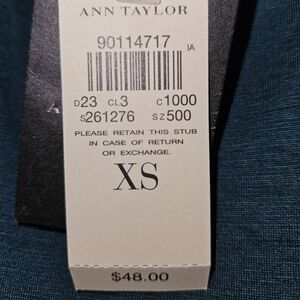 ANN TAYLOR
90114717
IA
D23 CL3 C1000
S261276 SZ500
PLEASE RETAIN THIS STUB
IN CASE OF RETURN
OR EXCHANGE.
XS
$48.00